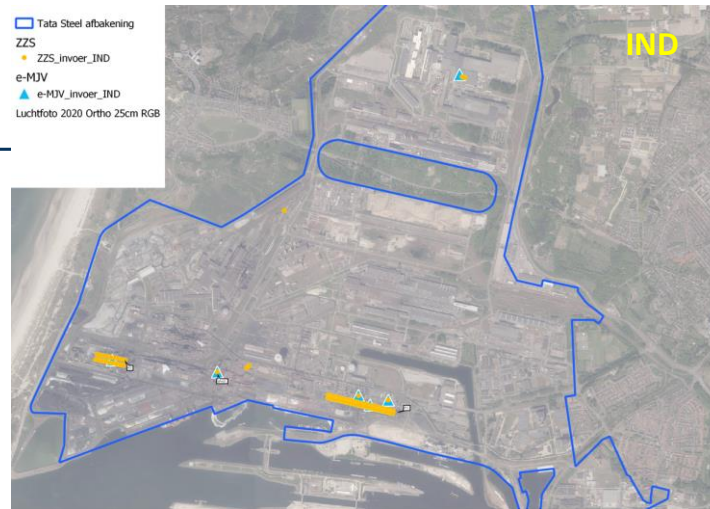 Tata Steel afbakening
ZZS
ZZS_invoer_IND
e-MJV
e-MJV_invoer_IND
Luchtfoto 2020 Ortho 25cm RGB
IND